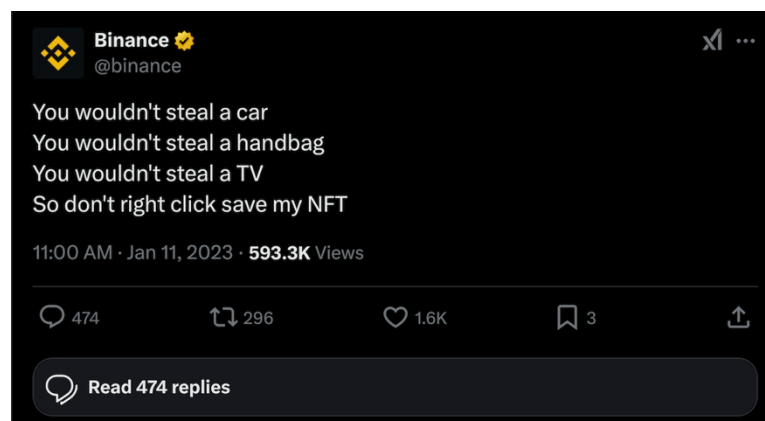 Binance
@binance
You wouldn't steal a car
You wouldn't steal a handbag
You wouldn't steal a TV
So don't right click save my NFT
11:00 AM · Jan 11, 2023 · 593.3K Views
474 296 1.6K 3
Read 474 replies